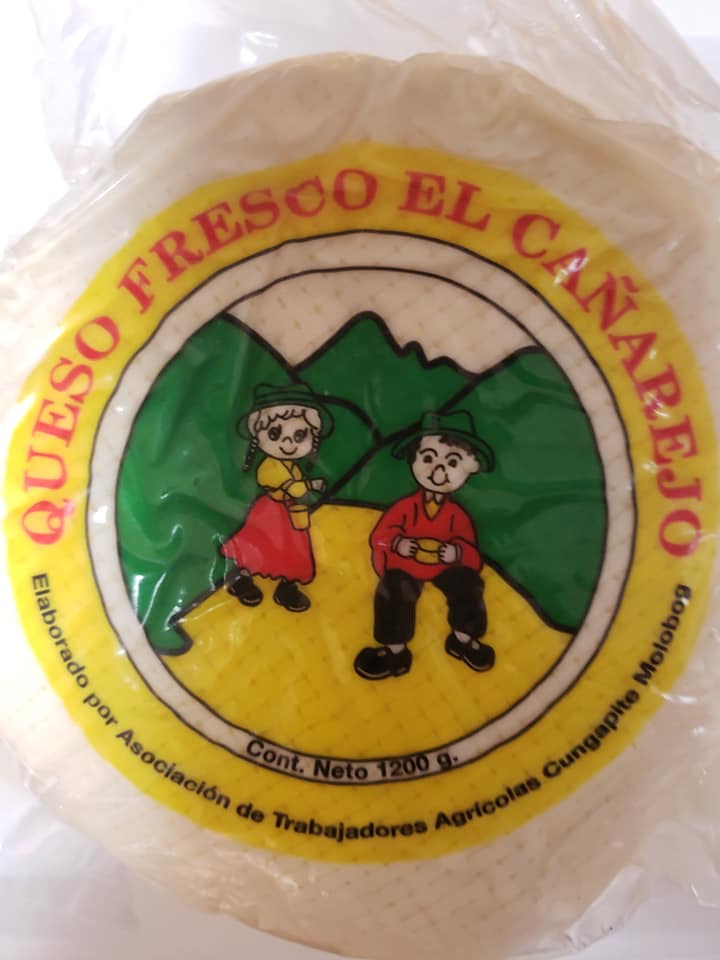 QUESO FRESCO EL CAÑAREJO
Cont. Neto 1200 g.
Elaborado por Asociación de Trabajadores Agrícolas Cungapite Molobog